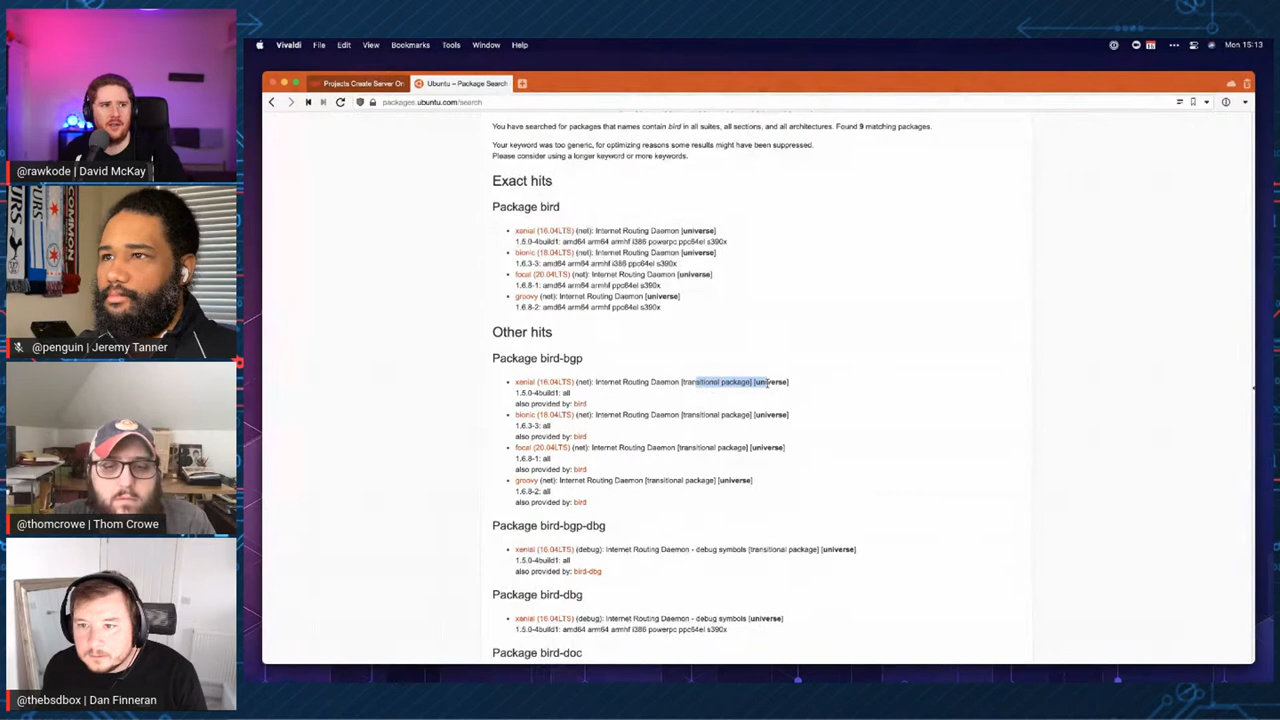 Vivaldi File Edit View Bookmarks Tools Window Help
Mon 15:13
Projects Create Server On
Ubuntu – Package Search
packages.ubuntu.com/search
You have searched for packages that names contain bird in all suites, all sections, and all architectures. Found 9 matching packages.
Your keyword was too generic, for optimizing reasons some results might have been suppressed.
Please consider using a longer keyword or more keywords.
Exact hits
Package bird
xenial (16.04LTS) (net): Internet Routing Daemon [universe]
1.5.0-4build1: amd64 arm64 armhf i386 powerpc ppc64el s390x
bionic (18.04LTS) (net): Internet Routing Daemon [universe]
1.6.3-3: amd64 arm64 armhf i386 ppc64el s390x
focal (20.04LTS) (net): Internet Routing Daemon [universe]
1.6.8-1: amd64 arm64 armhf ppc64el s390x
groovy (net): Internet Routing Daemon [universe]
1.6.8-2: amd64 arm64 armhf ppc64el s390x
Other hits
Package bird-bgp
xenial (16.04LTS) (net): Internet Routing Daemon [transitional package] [universe]
1.5.0-4build1: all
also provided by: bird
bionic (18.04LTS) (net): Internet Routing Daemon [transitional package] [universe]
1.6.3-3: all
also provided by: bird
focal (20.04LTS) (net): Internet Routing Daemon [transitional package] [universe]
1.6.8-1: all
also provided by: bird
groovy (net): Internet Routing Daemon [transitional package] [universe]
1.6.8-2: all
also provided by: bird
Package bird-bgp-dbg
xenial (16.04LTS) (debug): Internet Routing Daemon - debug symbols [transitional package] [universe]
1.5.0-4build1: all
also provided by: bird-dbg
Package bird-dbg
xenial (16.04LTS) (debug): Internet Routing Daemon - debug symbols [universe]
1.5.0-4build1: amd64 arm64 armhf i386 powerpc ppc64el s390x
Package bird-doc
@rawkode | David McKay
SPURS
COMMON
@penguin | Jeremy Tanner
@thomcrowe | Thom Crowe
@thebsdbox | Dan Finneran